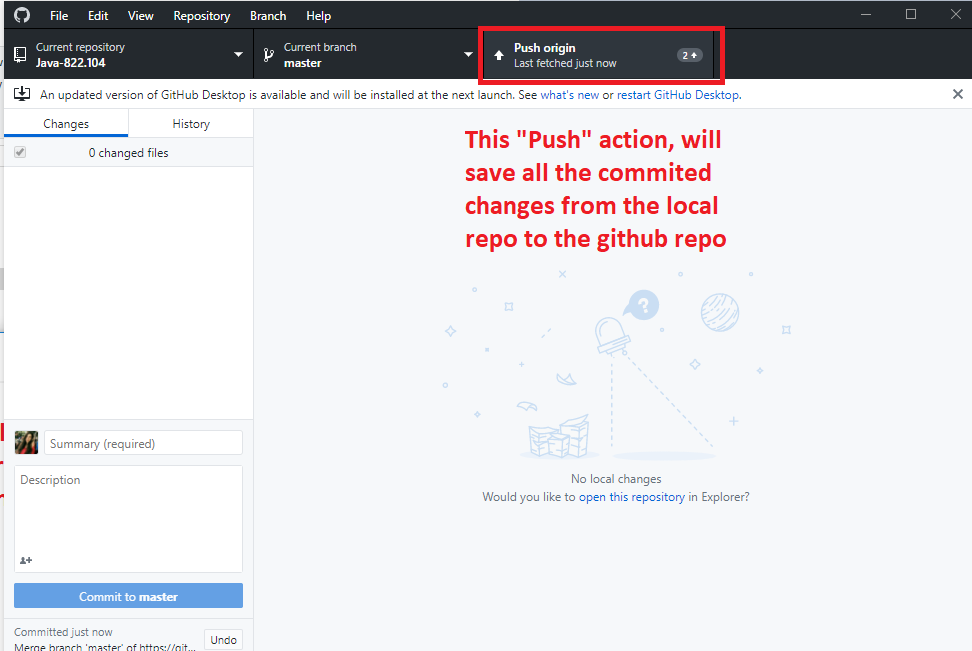 File Edit View Repository Branch Help
Current repository
Java-822.104
Current branch
master
Push origin
Last fetched just now
2
An updated version of GitHub Desktop is available and will be installed at the next launch. See what's new or restart GitHub Desktop.
Changes History
0 changed files
This "Push" action, will
save all the commited
changes from the local
repo to the github repo
?
No local changes
Would you like to open this repository in Explorer?
Summary (required)
Description
Commit to master
Committed just now
Undo
Merge branch 'master' of https://git...